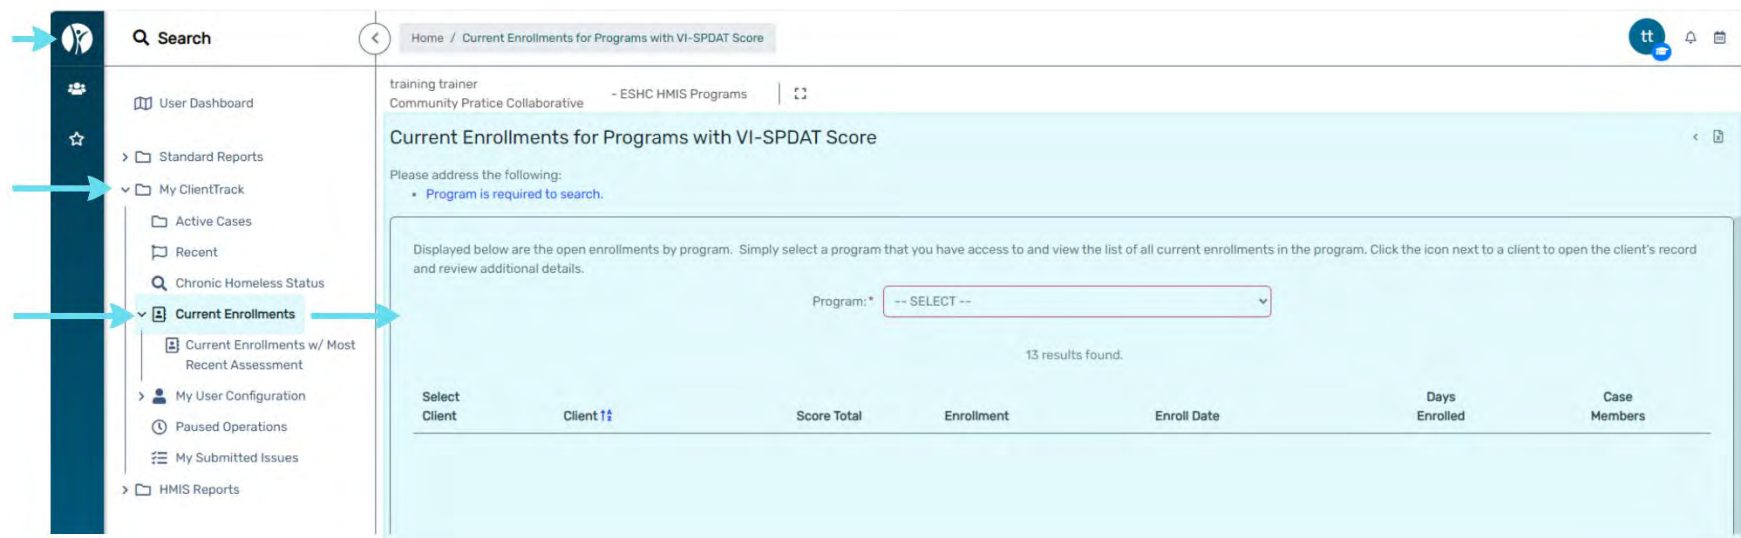 Search
Home / Current Enrollments for Programs with VI-SPDAT Score
tt
User Dashboard
Standard Reports
My ClientTrack
Active Cases
Recent
Chronic Homeless Status
Current Enrollments
Current Enrollments w/ Most
Recent Assessment
My User Configuration
Paused Operations
My Submitted Issues
HMIS Reports
training trainer
Community Pratice Collaborative
- ESHC HMIS Programs
Current Enrollments for Programs with VI-SPDAT Score
Please address the following:
• Program is required to search.
Displayed below are the open enrollments by program. Simply select a program that you have access to and view the list of all current enrollments in the program. Click the icon next to a client to open the client's record
and review additional details.
Program:* -- SELECT --
13 results found.
Select
Client
Client
Score Total
Enrollment
Enroll Date
Days
Enrolled
Case
Members